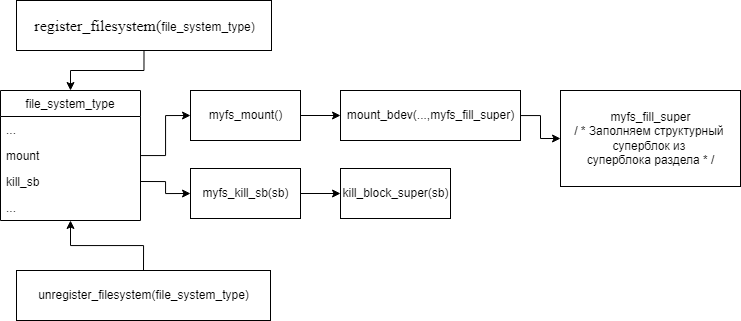 register_filesystem(file_system_type)
file_system_type
...
mount
kill_sb
...
myfs_mount()
mount_bdev(...,myfs_fill_super)
myfs_fill_super
/ * Заполняем структурный
суперблок из
суперблока раздела * /
myfs_kill_sb(sb)
kill_block_super(sb)
unregister_filesystem(file_system_type)